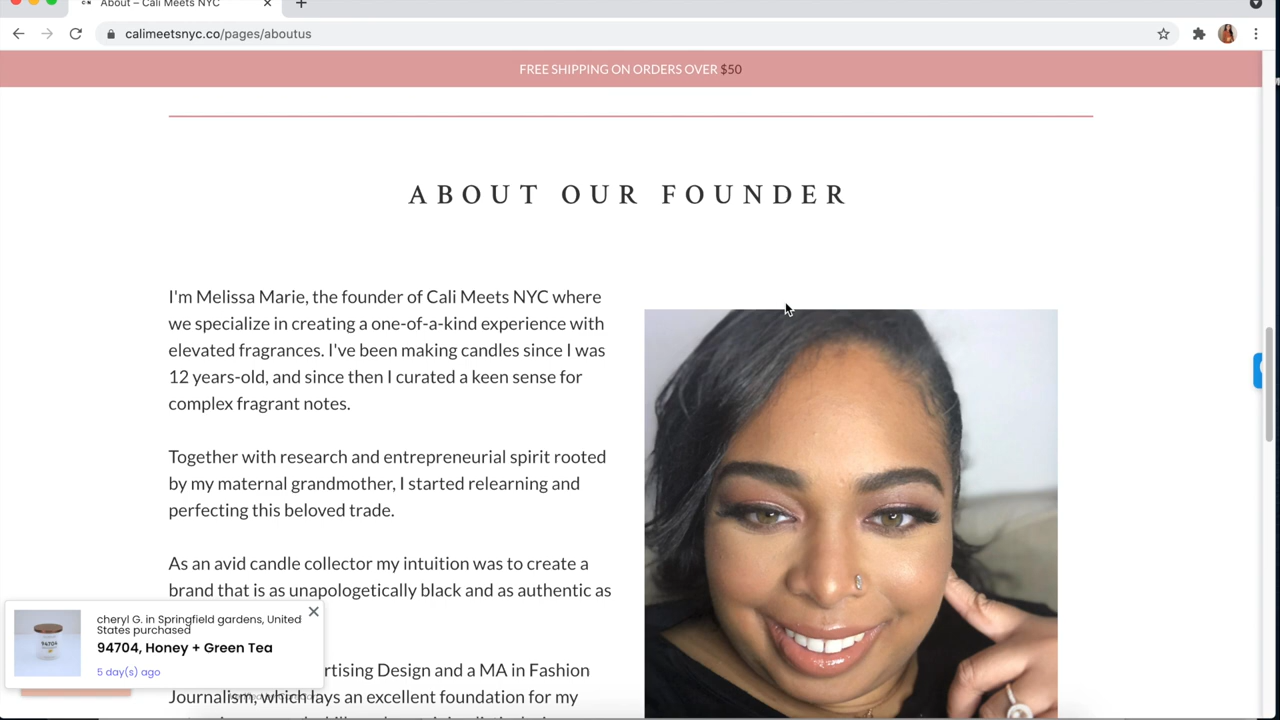 About – Cali Meets NYC
calimeetsnyc.co/pages/aboutus
FREE SHIPPING ON ORDERS OVER $50
ABOUT OUR FOUNDER
I'm Melissa Marie, the founder of Cali Meets NYC where
we specialize in creating a one-of-a-kind experience with
elevated fragrances. I've been making candles since I was
12 years-old, and since then I curated a keen sense for
complex fragrant notes.
Together with research and entrepreneurial spirit rooted
by my maternal grandmother, I started relearning and
perfecting this beloved trade.
As an avid candle collector my intuition was to create a
brand that is as unapologetically black and as authentic as
rtising Design and a MA in Fashion
Journalism, which lays an excellent foundation for my
cheryl G. in Springfield gardens, United
States purchased
94704, Honey + Green Tea
5 day(s) ago
94704